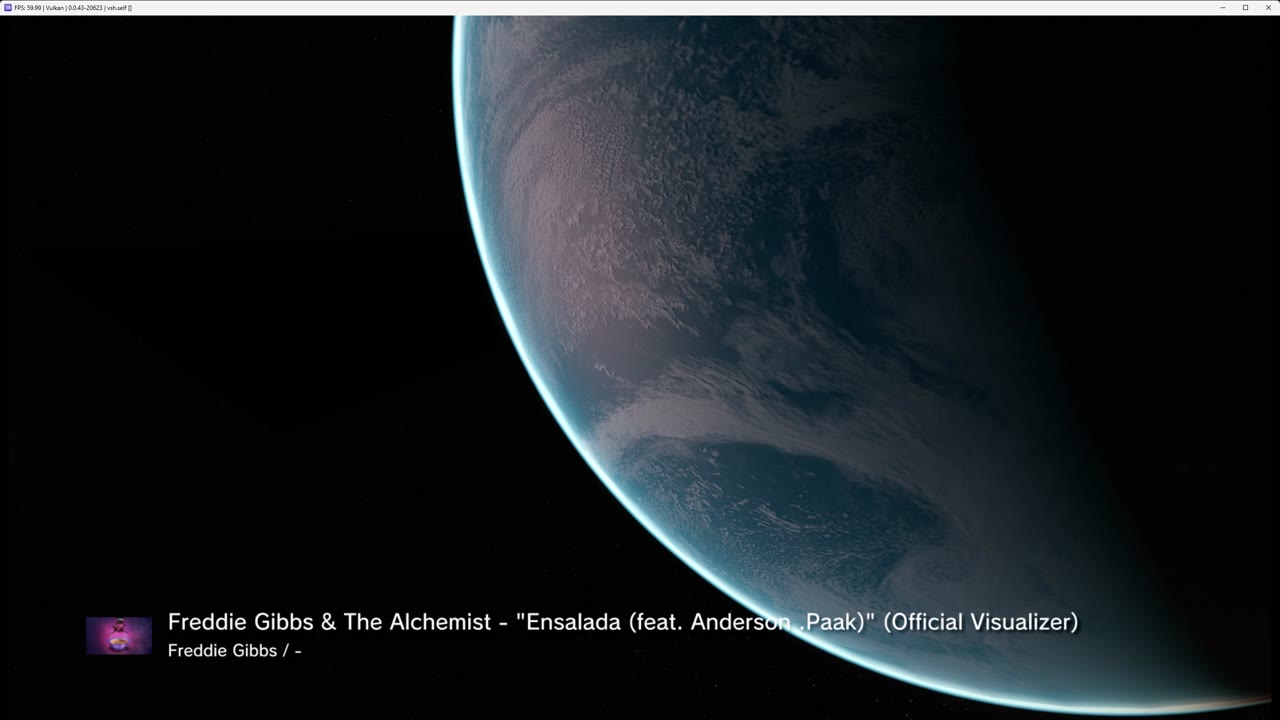 FPS: 59.99 | Vulkan | 0.0.43-20623 | vsh.self []
Freddie Gibbs & The Alchemist - "Ensalada (feat. Anderson .Paak)" (Official Visualizer)
Freddie Gibbs / -